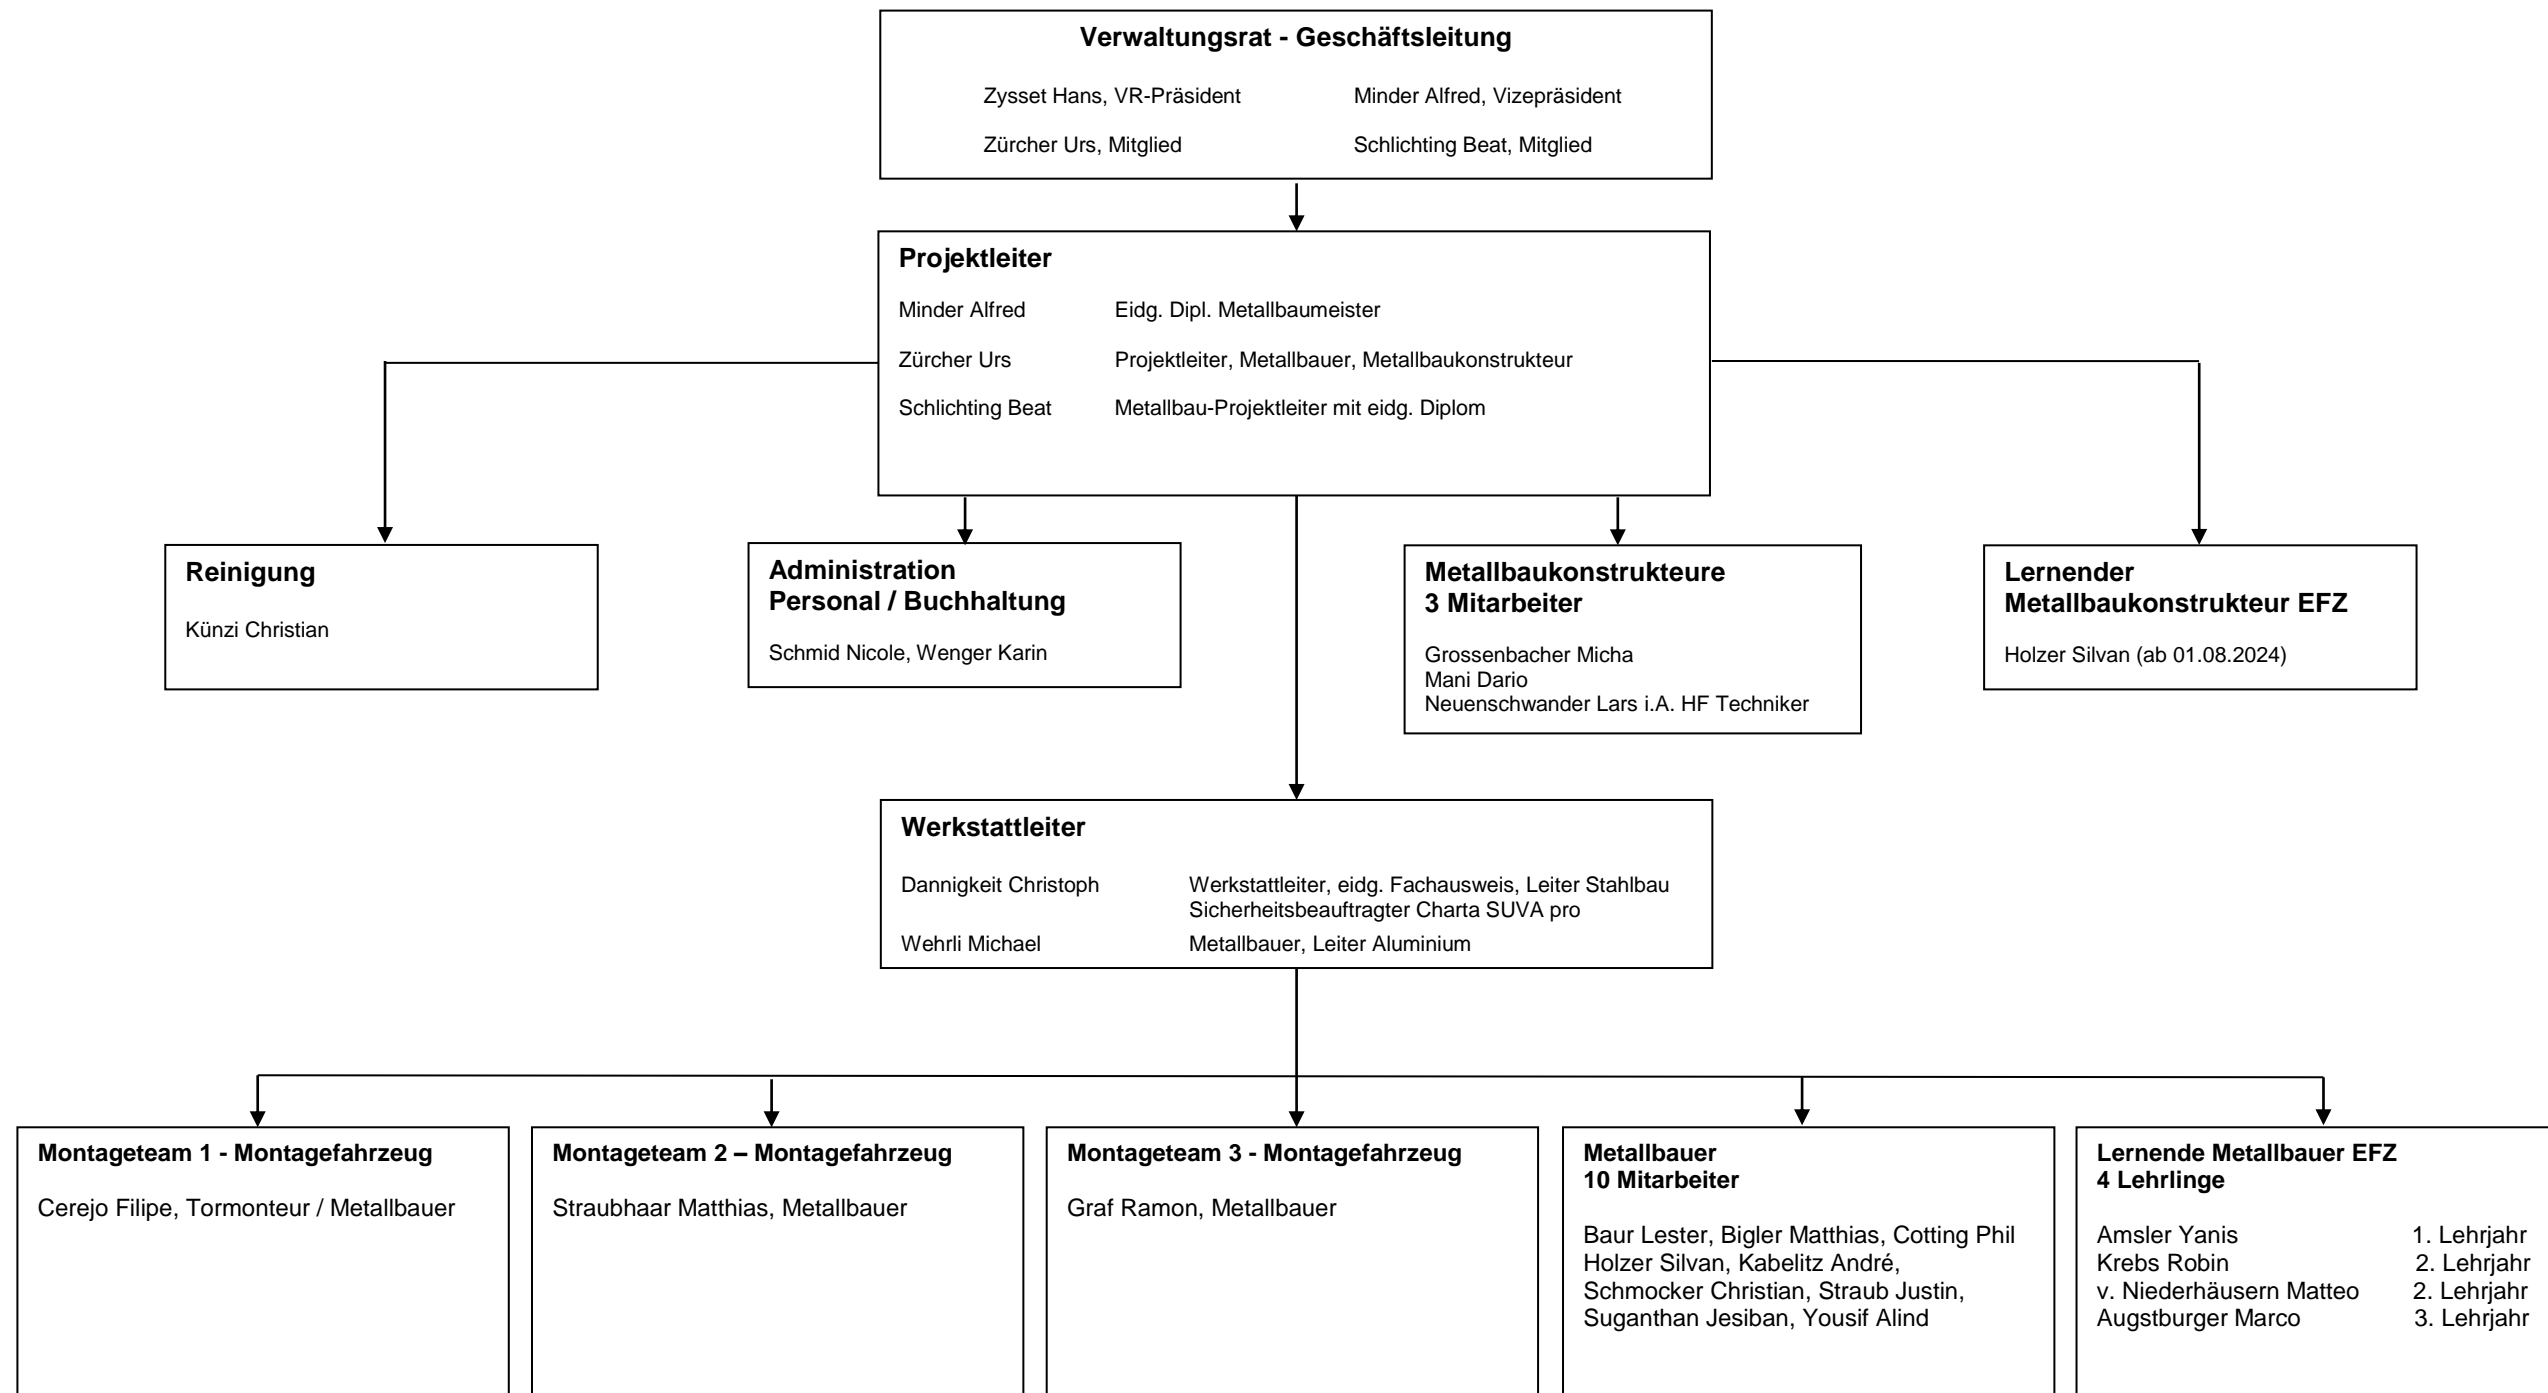 Verwaltungsrat - Geschäftsleitung
Zysset Hans, VR-Präsident Minder Alfred, Vizepräsident
Zürcher Urs, Mitglied Schlichting Beat, Mitglied
Projektleiter
Minder Alfred Eidg. Dipl. Metallbaumeister
Zürcher Urs Projektleiter, Metallbauer, Metallbaukonstrukteur
Schlichting Beat Metallbau-Projektleiter mit eidg. Diplom
Reinigung
Künzi Christian
Administration
Personal / Buchhaltung
Schmid Nicole, Wenger Karin
Metallbaukonstrukteure
3 Mitarbeiter
Grossenbacher Micha
Mani Dario
Neuenschwander Lars i.A. HF Techniker
Lernender
Metallbaukonstrukteur EFZ
Holzer Silvan (ab 01.08.2024)
Werkstattleiter
Dannigkeit Christoph Werkstattleiter, eidg. Fachausweis, Leiter Stahlbau
Sicherheitsbeauftragter Charta SUVA pro
Wehrli Michael Metallbauer, Leiter Aluminium
Montageteam 1 - Montagefahrzeug
Cerejo Filipe, Tormonteur / Metallbauer
Montageteam 2 – Montagefahrzeug
Straubhaar Matthias, Metallbauer
Montageteam 3 - Montagefahrzeug
Graf Ramon, Metallbauer
Metallbauer
10 Mitarbeiter
Baur Lester, Bigler Matthias, Cotting Phil
Holzer Silvan, Kabelitz André,
Schmocker Christian, Straub Justin,
Suganthan Jesiban, Yousif Alind
Lernende Metallbauer EFZ
4 Lehrlinge
Amsler Yanis 1. Lehrjahr
Krebs Robin 2. Lehrjahr
v. Niederhäusern Matteo 2. Lehrjahr
Augstburger Marco 3. Lehrjahr